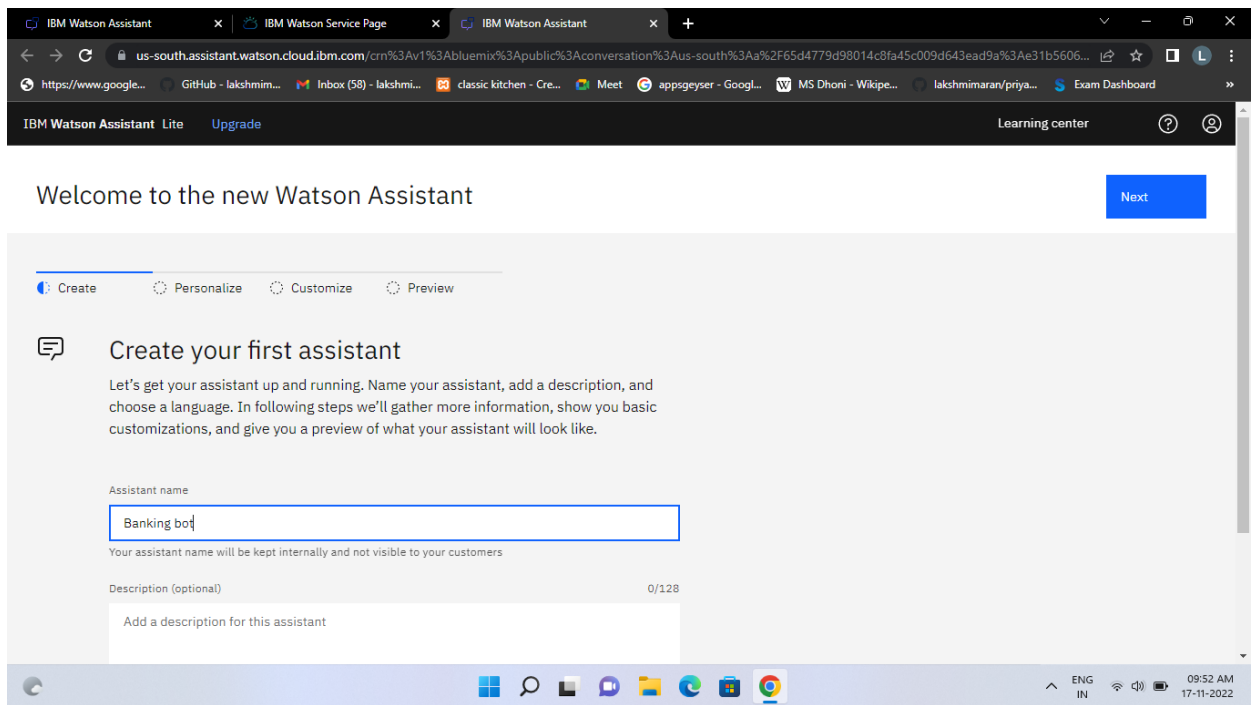 IBM Watson Assistant
IBM Watson Service Page
IBM Watson Assistant
us-south.assistant.watson.cloud.ibm.com/crn%3Av1%3Abluemix%3Apublic%3Aconversation%3Aus-south%3Aa%2F65d4779d98014c8fa45c009d643ead9a%3Ae31b5606...
L
https://www.google...
GitHub - lakshmim...
Inbox (58) - lakshmi...
classic kitchen - Cre...
Meet
appsgeyser - Googl...
W MS Dhoni - Wikipe...
lakshmimaran/priya...
Exam Dashboard
»
IBM Watson Assistant Lite Upgrade
Learning center
Welcome to the new Watson Assistant
Next
Create Personalize Customize Preview
Create your first assistant
Let's get your assistant up and running. Name your assistant, add a description, and
choose a language. In following steps we'll gather more information, show you basic
customizations, and give you a preview of what your assistant will look like.
Assistant name
Banking bot
Your assistant name will be kept internally and not visible to your customers
Description (optional) 0/128
Add a description for this assistant
ENG
IN
09:52 AM
17-11-2022